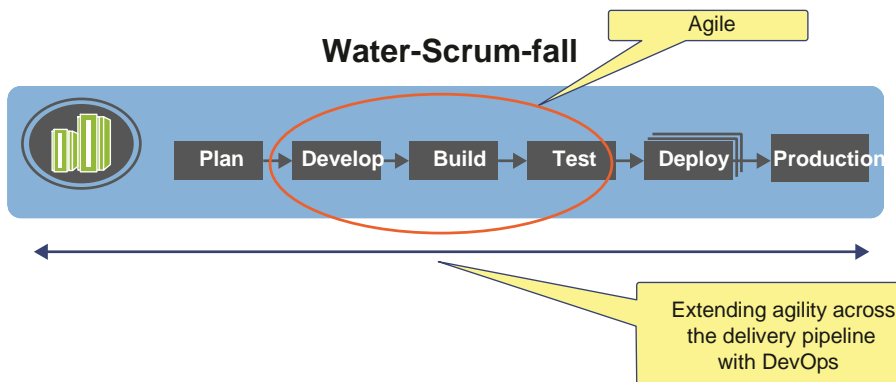 Agile
Water-Scrum-fall
Plan Develop Build Test Deploy Production
Extending agility across
the delivery pipeline
with DevOps